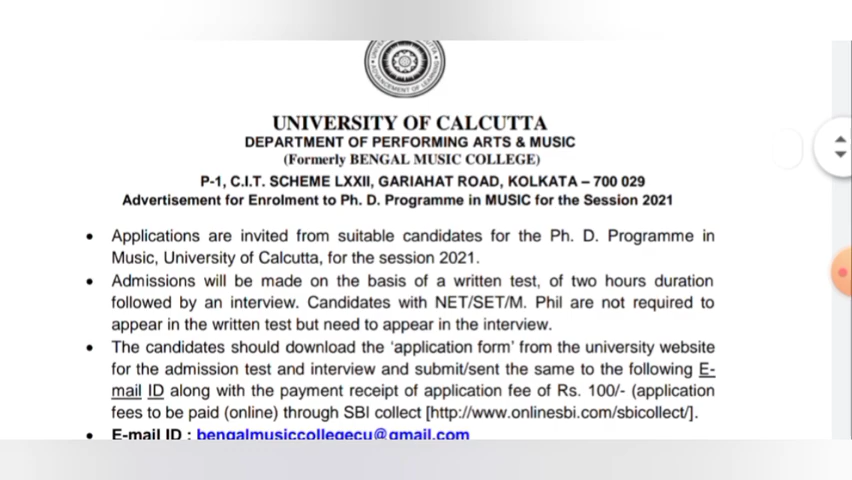 ADVANCEMENT OF LEARNING
UNIVERSITY OF CALCUTTA
DEPARTMENT OF PERFORMING ARTS & MUSIC
(Formerly BENGAL MUSIC COLLEGE)
P-1, C.I.T. SCHEME LXXII, GARIAHAT ROAD, KOLKATA – 700 029
Advertisement for Enrolment to Ph. D. Programme in MUSIC for the Session 2021
• Applications are invited from suitable candidates for the Ph. D. Programme in
Music, University of Calcutta, for the session 2021.
• Admissions will be made on the basis of a written test, of two hours duration
followed by an interview. Candidates with NET/SET/M. Phil are not required to
appear in the written test but need to appear in the interview.
• The candidates should download the ‘application form’ from the university website
for the admission test and interview and submit/sent the same to the following E-
mail ID along with the payment receipt of application fee of Rs. 100/- (application
fees to be paid (online) through SBI collect [http://www.onlinesbi.com/sbicollect/].
• E-mail ID : bengalmusiccollegecu@gmail.com